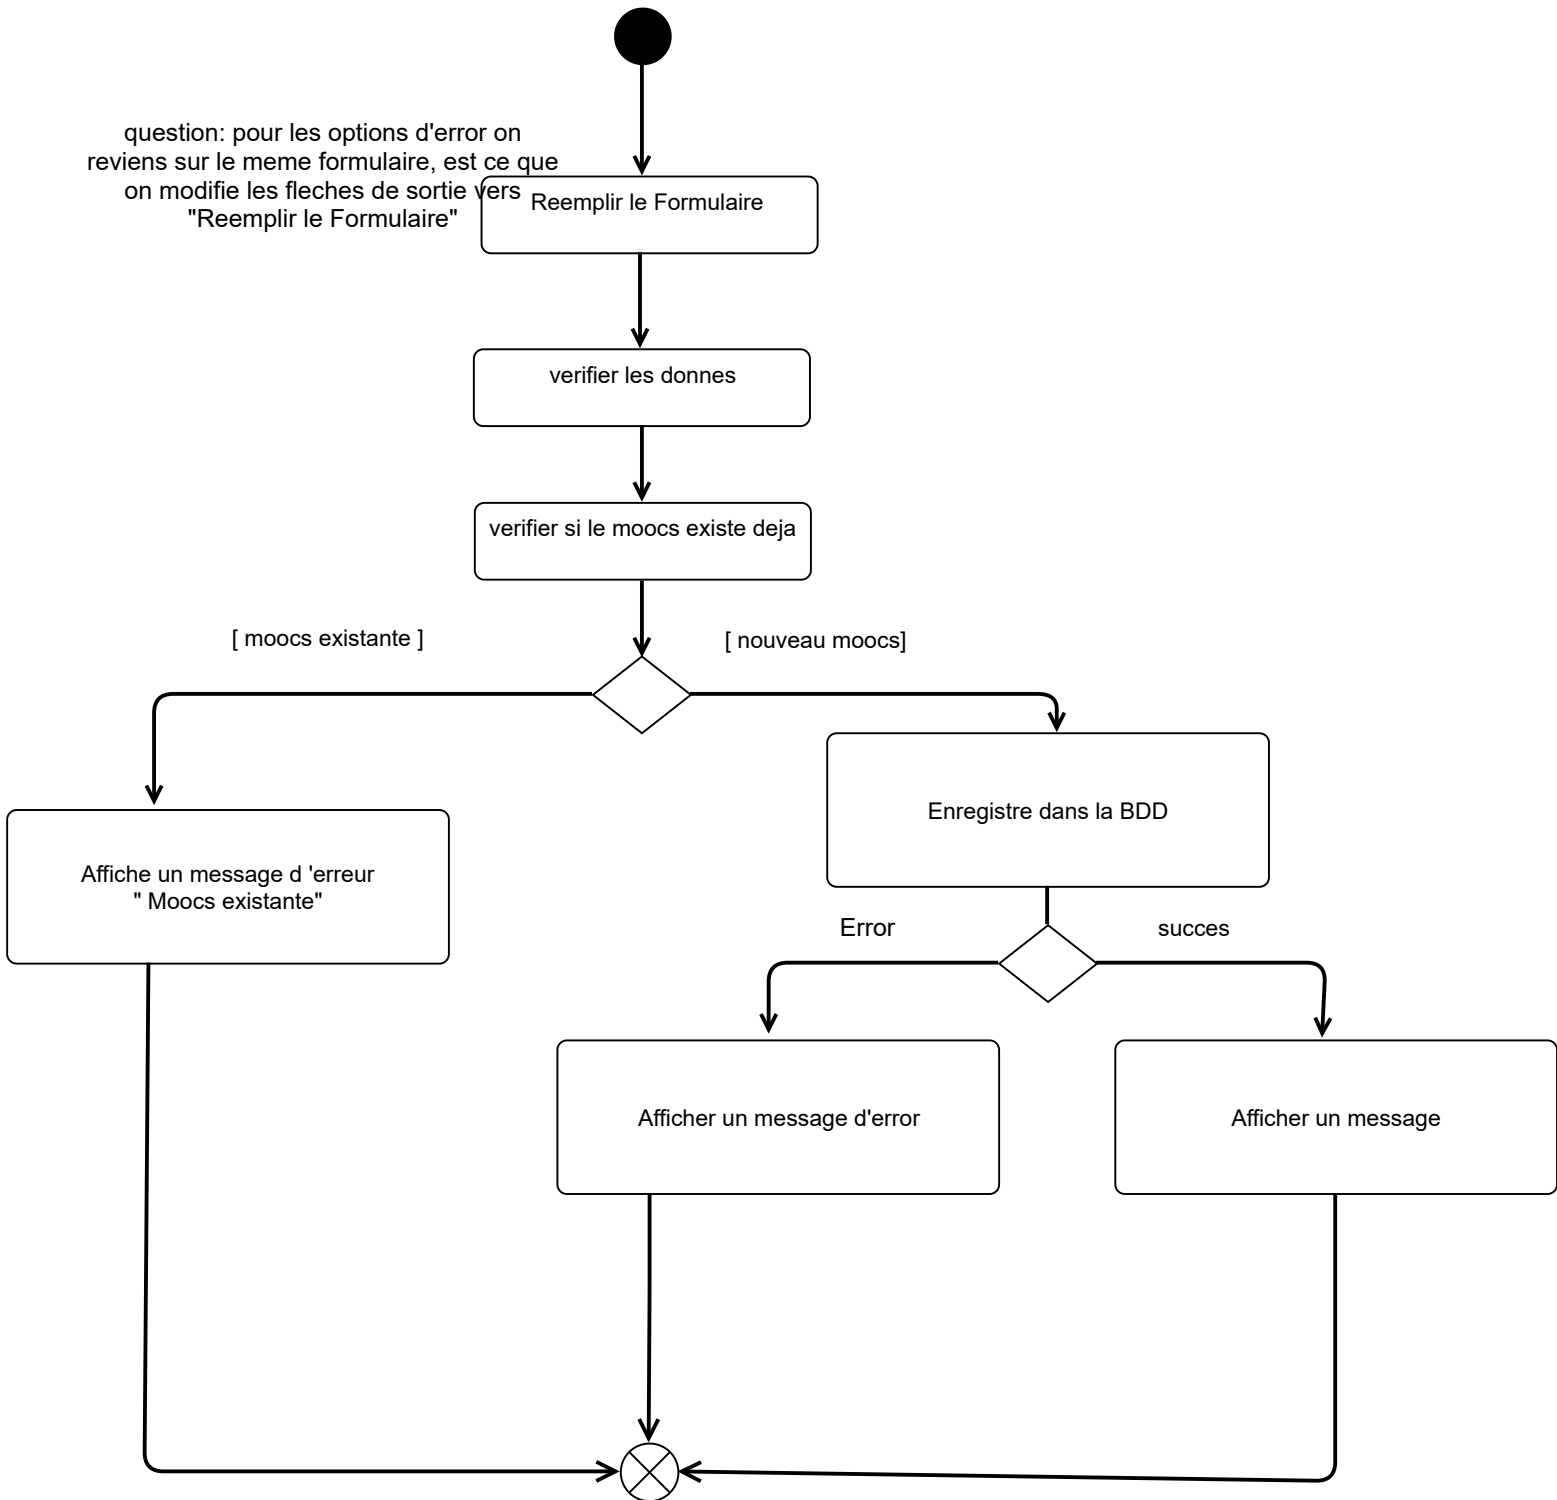 question: pour les options d'error on
reviens sur le meme formulaire, est ce que
on modifie les fleches de sortie vers
"Reemplir le Formulaire"
Reemplir le Formulaire
verifier les donnes
verifier si le moocs existe deja
[ moocs existante ]
[ nouveau moocs]
Enregistre dans la BDD
Affiche un message d 'erreur
" Moocs existante"
Error
succes
Afficher un message d'error
Afficher un message